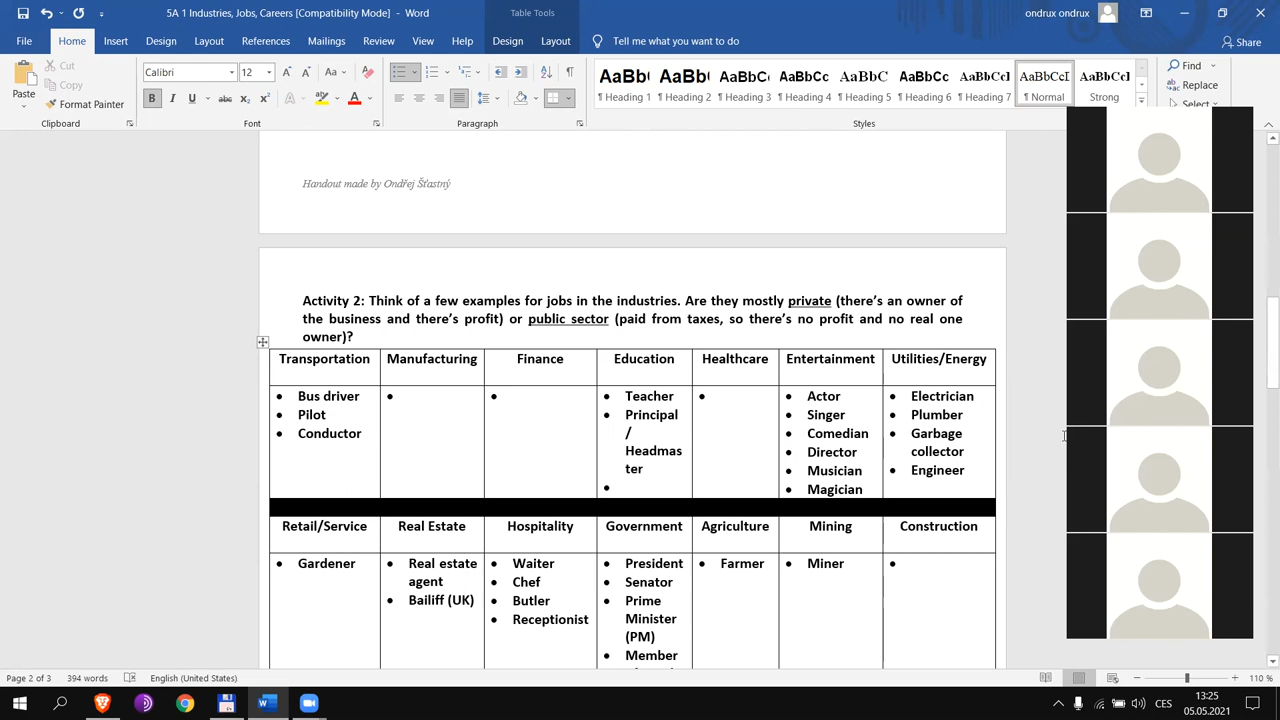 5A 1 Industries, Jobs, Careers [Compatibility Mode] - Word
Table Tools
ondrux ondrux
File
Home
Insert
Design
Layout
References
Mailings
Review
View
Help
Design
Layout
Tell me what you want to do
Share
Paste
Cut
Copy
Format Painter
Clipboard
Calibri
12
Font
Paragraph
AaBb(
¶ Heading 1
AaBb(
¶ Heading 2
AaBbCc
¶ Heading 3
AaBbCc
¶ Heading 4
AaBbC
¶ Heading 5
AaBbCc
¶ Heading 6
AaBbCc
¶ Heading 7
AaBbCcI
¶ Normal
AaBbCcI
Strong
Styles
Find
Replace
Select
Handout made by Ondřej Šťastný
Activity 2: Think of a few examples for jobs in the industries. Are they mostly private (there's an owner of
the business and there's profit) or public sector (paid from taxes, so there's no profit and no real one
owner)?
Transportation
Manufacturing
Finance
Education
Healthcare
Entertainment
Utilities/Energy
• Bus driver
• Pilot
• Conductor
•
•
• Teacher
• Principal
/
Headmas
ter
•
•
• Actor
• Singer
• Comedian
• Director
• Musician
• Magician
• Electrician
• Plumber
• Garbage
collector
• Engineer
Retail/Service
Real Estate
Hospitality
Government
Agriculture
Mining
Construction
• Gardener
• Real estate
agent
• Bailiff (UK)
• Waiter
• Chef
• Butler
• Receptionist
• President
• Senator
• Prime
Minister
(PM)
• Member
• Farmer
• Miner
•
Page 2 of 3
394 words
English (United States)
110 %
CES
13:25
05.05.2021